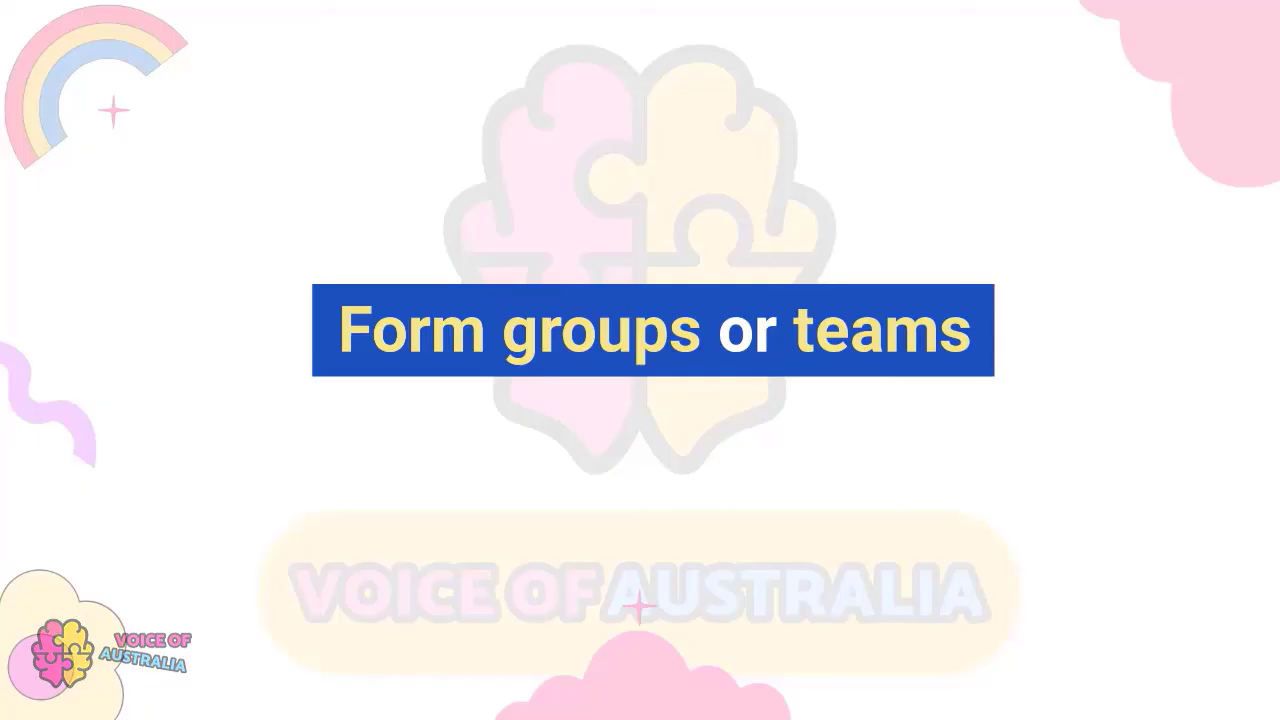 Form groups or teams
VOICE OF AUSTRALIA
VOICE OF
AUSTRALIA